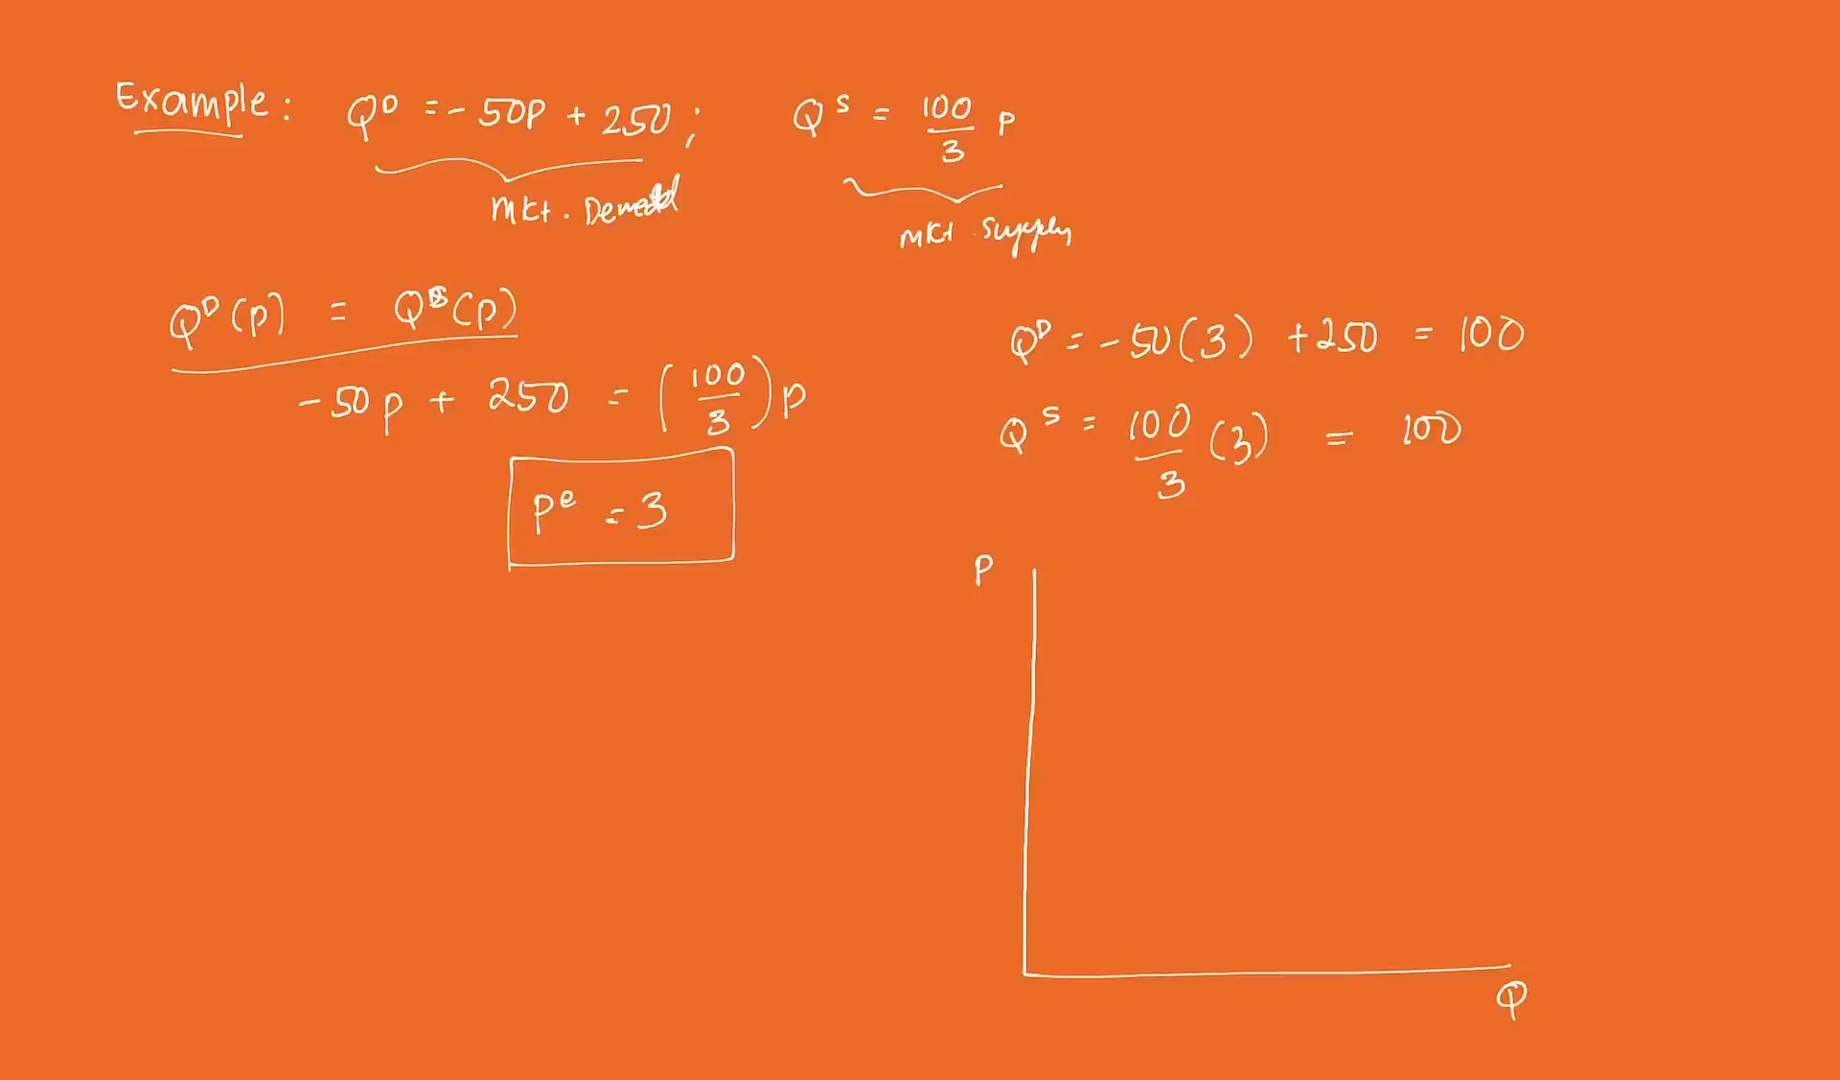 Example: Q^D = - 50P + 250; Q^S = 100/3 P
Mkt. Demand
Mkt Supply
Q^D (P) = Q^S (P)
-50P + 250 = (100/3) P
P^e = 3
Q^D = -50(3) +250 = 100
Q^S = 100/3 (3) = 100
P
Q